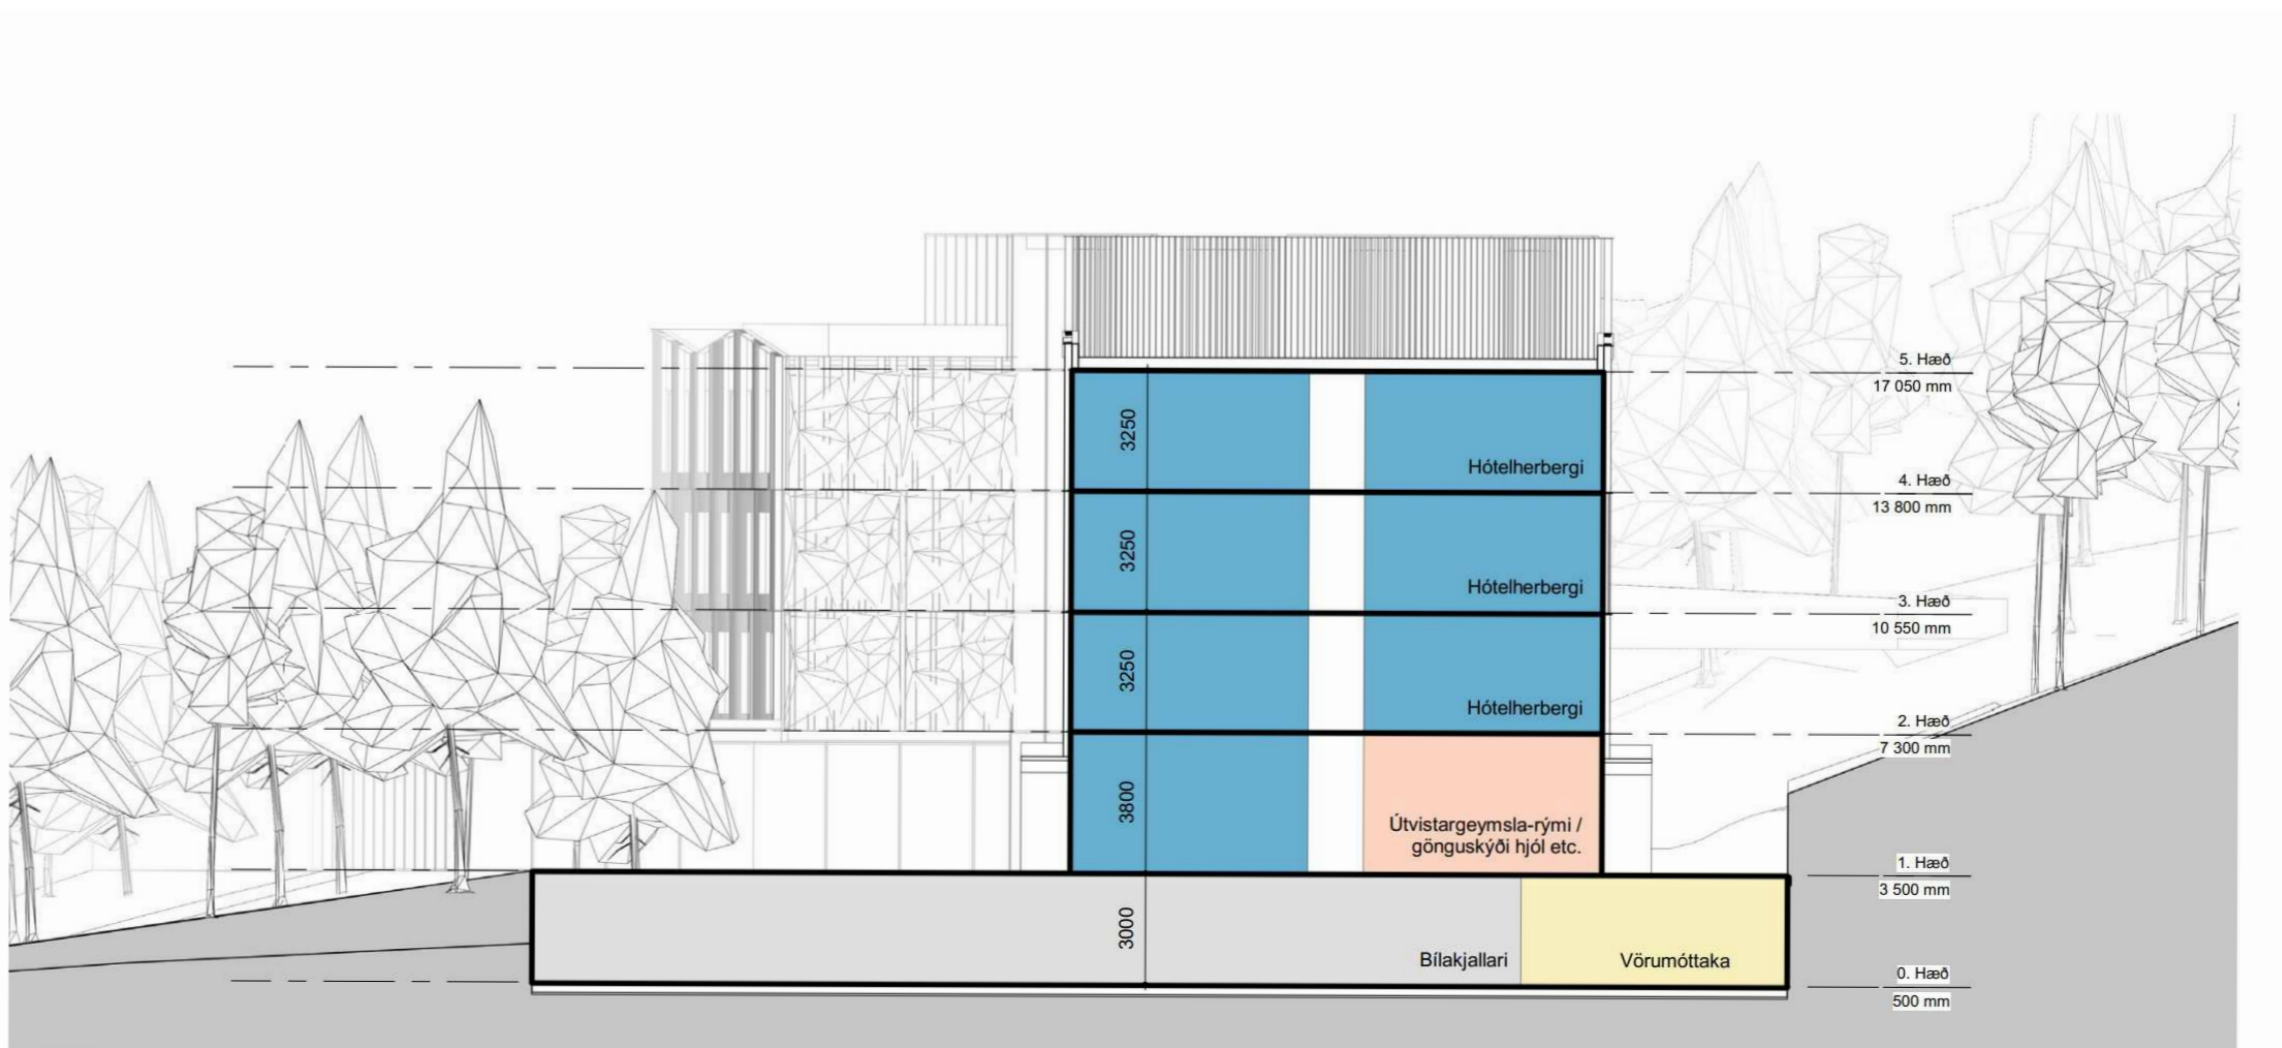 5. Hæð
17 050 mm
3250
Hótelherbergi
4. Hæð
13 800 mm
3250
Hótelherbergi
3. Hæð
10 550 mm
3250
Hótelherbergi
2. Hæð
7 300 mm
3800
Útvistargeymsla-rými /
gönguskýði hjól etc.
1. Hæð
3 500 mm
3000
Bílakjallari
Vörumóttaka
0. Hæð
500 mm